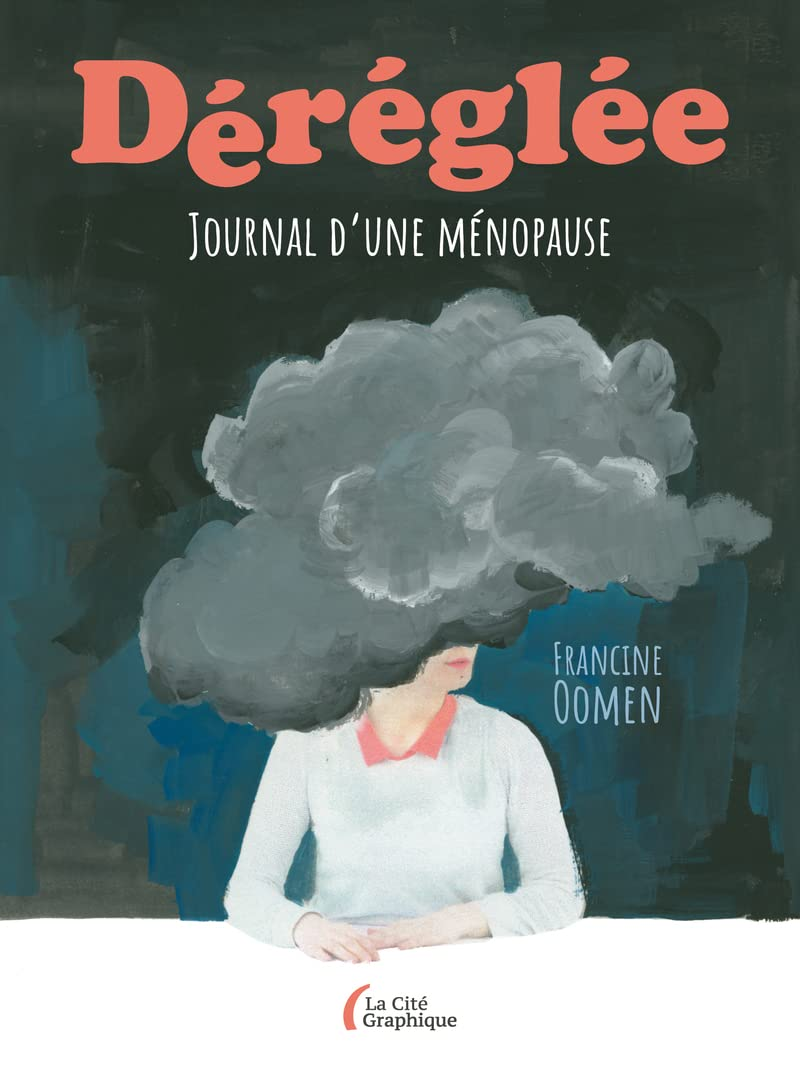 Déréglée
Journal d'une ménopause
Francine
Oomen
La Cité
Graphique